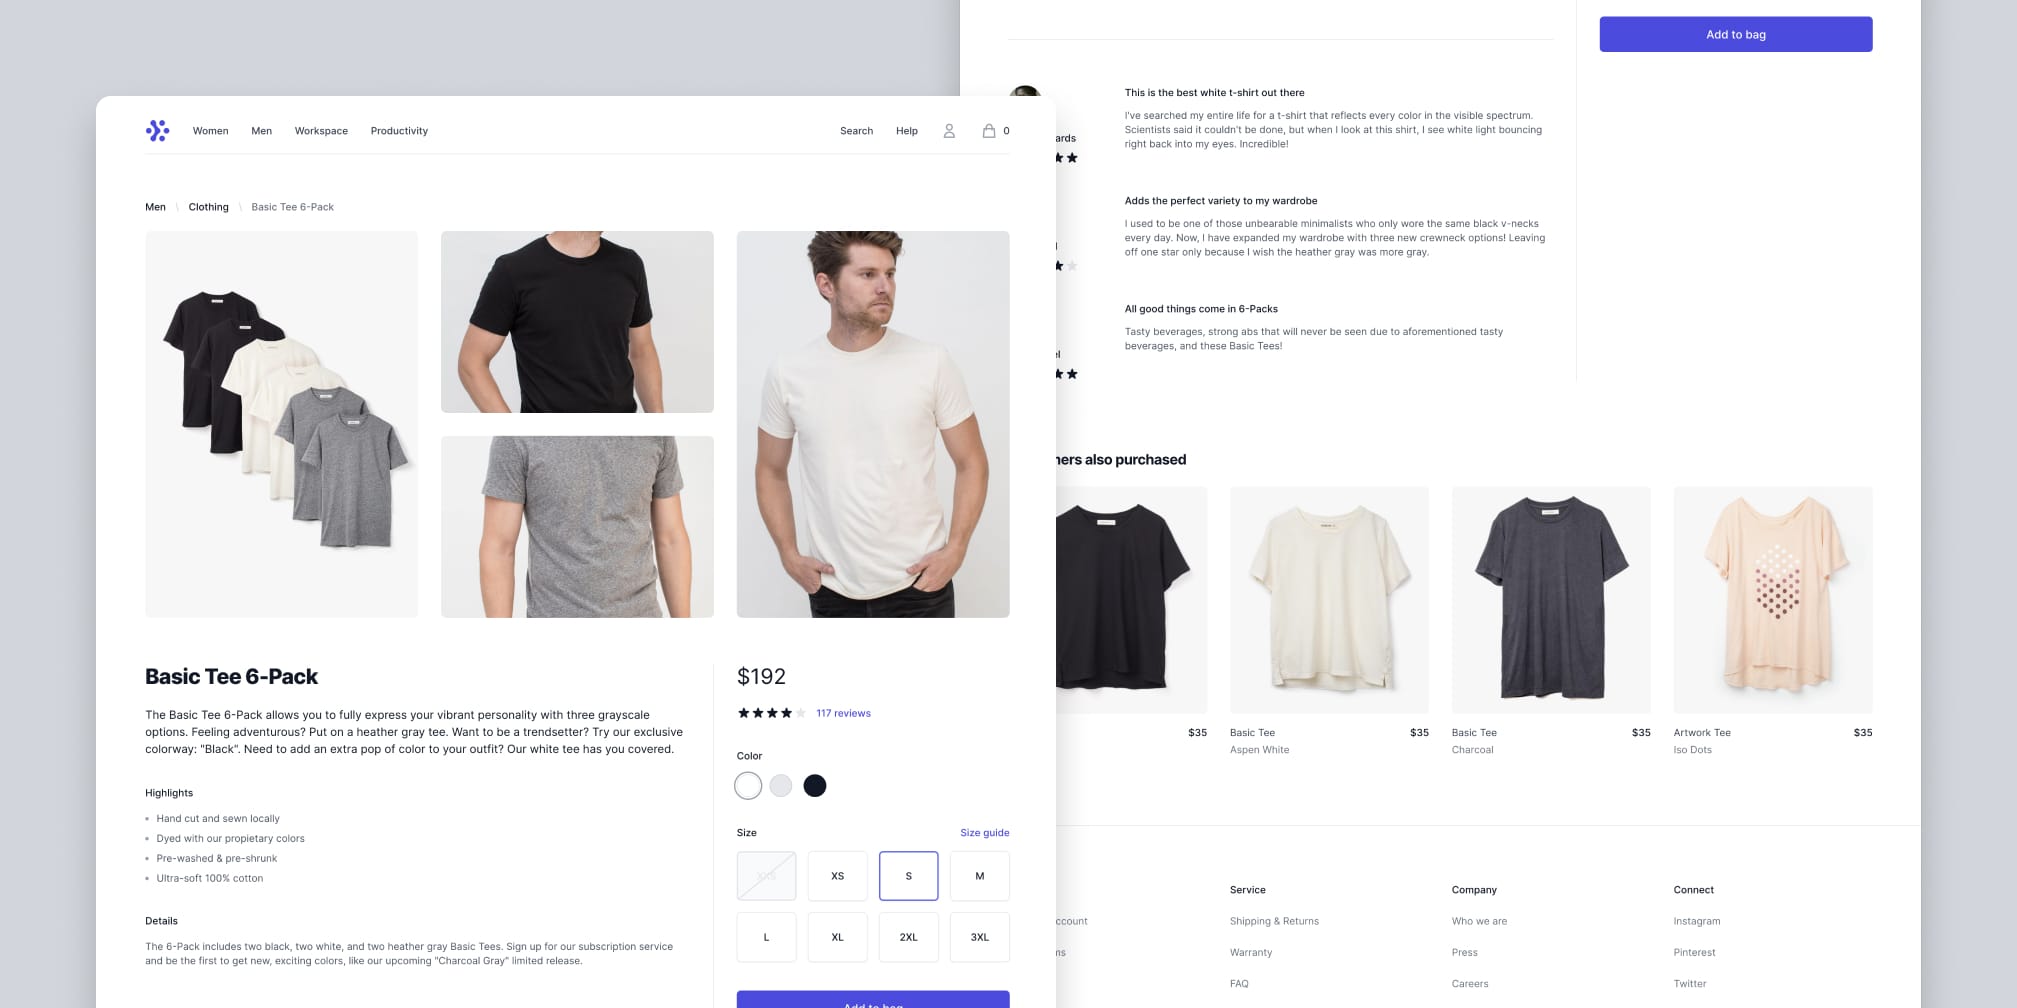 Women Men Workspace Productivity Search Help 0
Men \ Clothing \ Basic Tee 6-Pack
Basic Tee 6-Pack
The Basic Tee 6-Pack allows you to fully express your vibrant personality with three grayscale
options. Feeling adventurous? Put on a heather gray tee. Want to be a trendsetter? Try our exclusive
colorway: "Black". Need to add an extra pop of color to your outfit? Our white tee has you covered.
Highlights
Hand cut and sewn locally
Dyed with our propietary colors
Pre-washed & pre-shrunk
Ultra-soft 100% cotton
Details
The 6-Pack includes two black, two white, and two heather gray Basic Tees. Sign up for our subscription service
and be the first to get new, exciting colors, like our upcoming "Charcoal Gray" limited release.
$192
117 reviews
Color
Size Size guide
XXS XS S M
L XL 2XL 3XL
Add to bag
Add to bag
ards
This is the best white t-shirt out there
I've searched my entire life for a t-shirt that reflects every color in the visible spectrum.
Scientists said it couldn't be done, but when I look at this shirt, I see white light bouncing
right back into my eyes. Incredible!
l
Adds the perfect variety to my wardrobe
I used to be one of those unbearable minimalists who only wore the same black v-necks
every day. Now, I have expanded my wardrobe with three new crewneck options! Leaving
off one star only because I wish the heather gray was more gray.
el
All good things come in 6-Packs
Tasty beverages, strong abs that will never be seen due to aforementioned tasty
beverages, and these Basic Tees!
ners also purchased
$35
Basic Tee $35
Aspen White
Basic Tee $35
Charcoal
Artwork Tee $35
Iso Dots
ccount
ms
Service
Shipping & Returns
Warranty
FAQ
Company
Who we are
Press
Careers
Connect
Instagram
Pinterest
Twitter